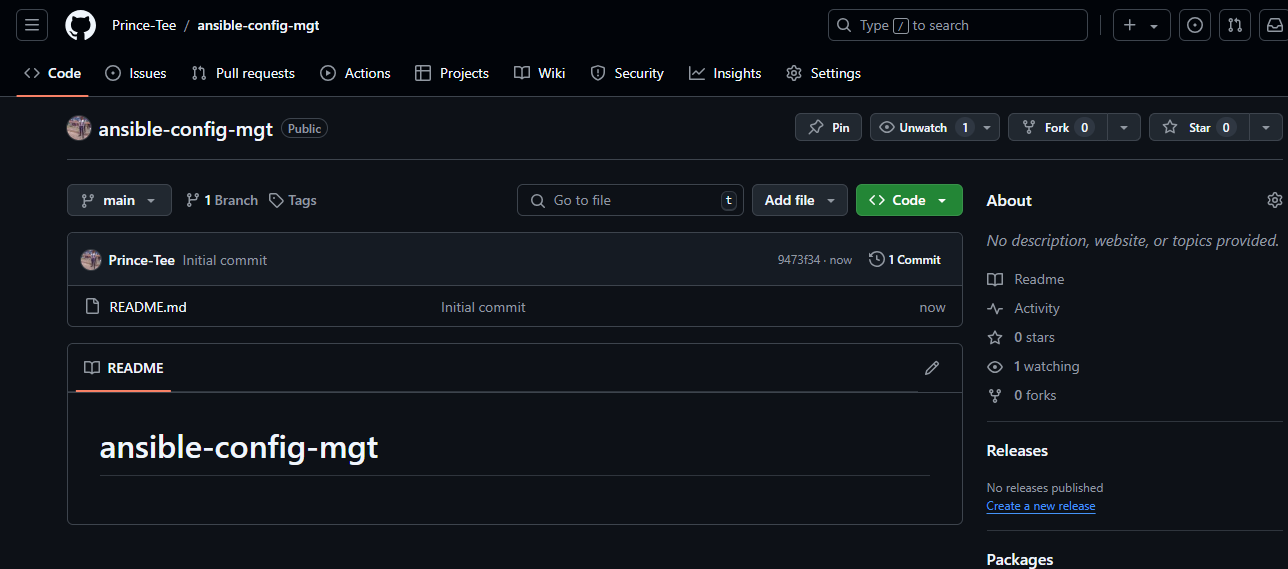 Prince-Tee / ansible-config-mgt
Type / to search
Code Issues Pull requests Actions Projects Wiki Security Insights Settings
ansible-config-mgt Public
Pin Unwatch 1 Fork 0 Star 0
main 1 Branch Tags
Go to file t Add file Code
Prince-Tee Initial commit 9473f34 · now 1 Commit
README.md Initial commit now
README
ansible-config-mgt
About
No description, website, or topics provided.
Readme
Activity
0 stars
1 watching
0 forks
Releases
No releases published
Create a new release
Packages